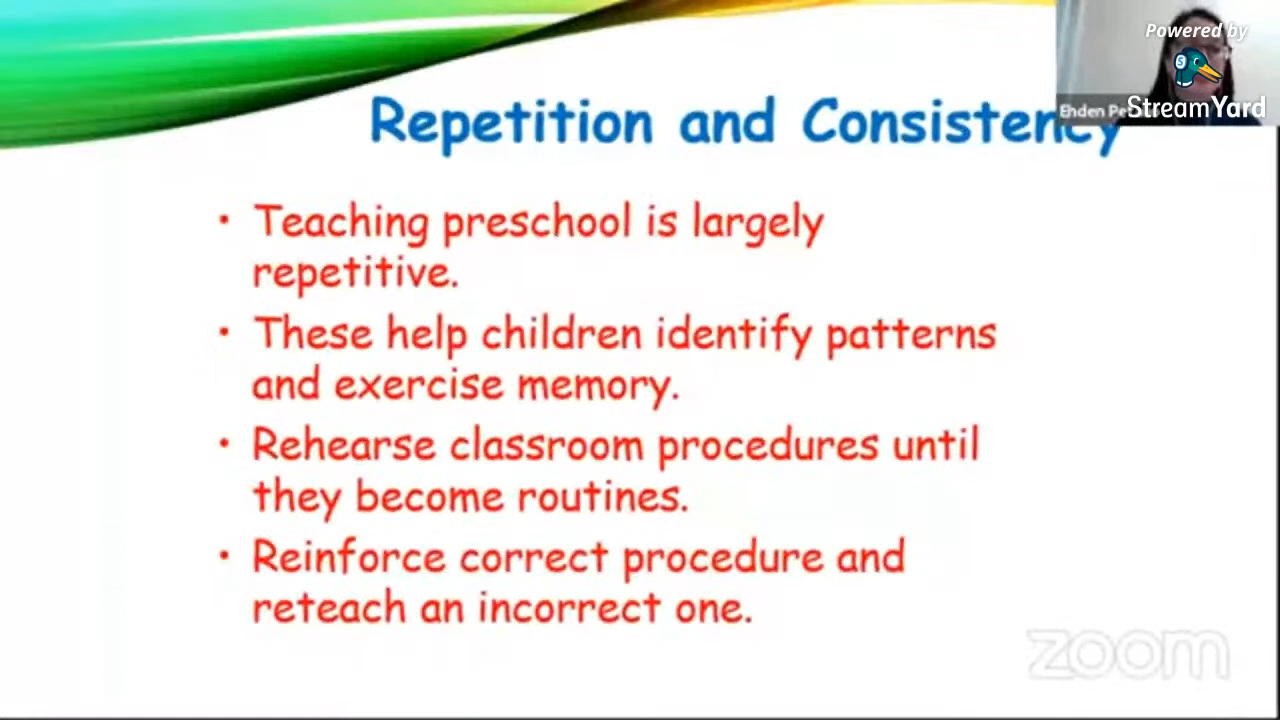 Powered by
StreamYard
Ehden
Repetition and Consistency
• Teaching preschool is largely
repetitive.
• These help children identify patterns
and exercise memory.
• Rehearse classroom procedures until
they become routines.
• Reinforce correct procedure and
reteach an incorrect one.
zoom